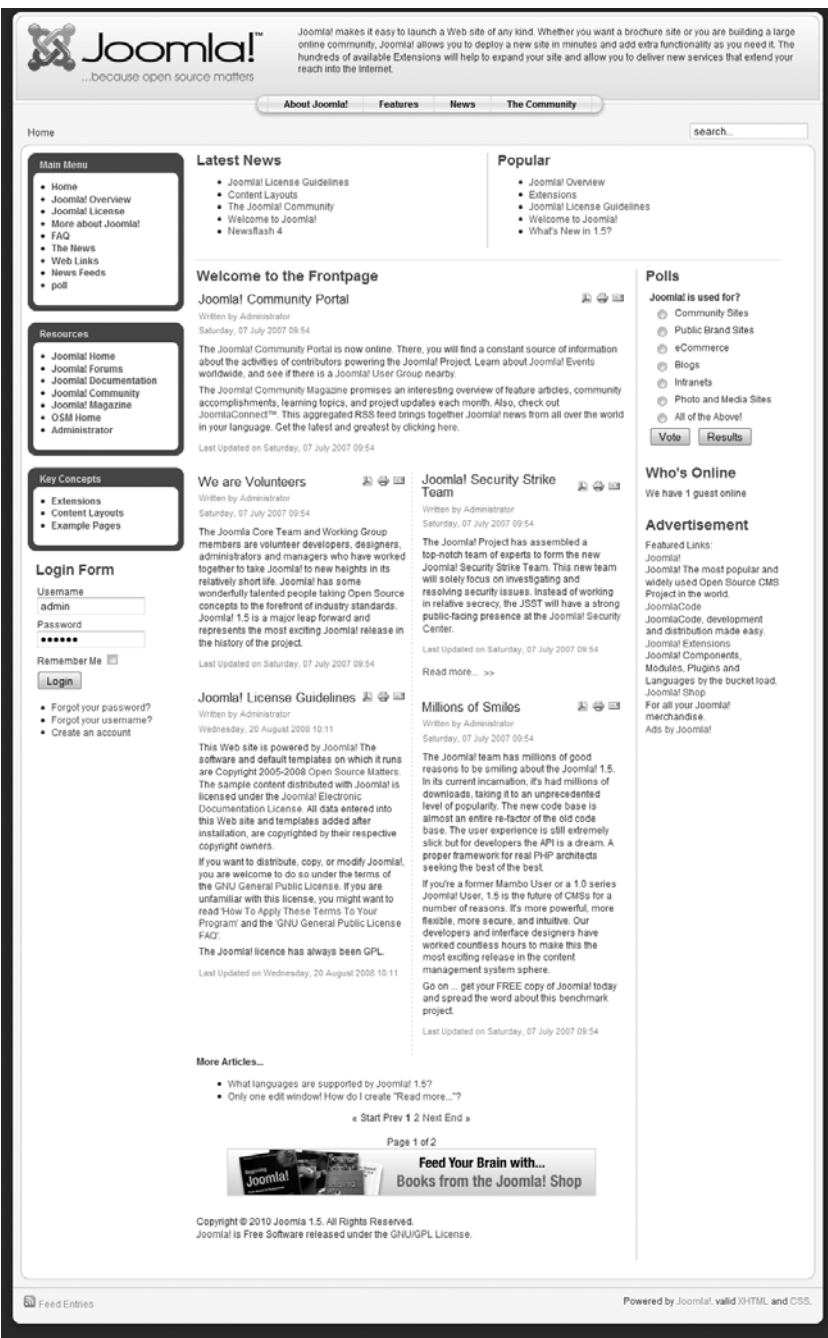 Joomla!™
...because open source matters
Joomla! makes it easy to launch a Web site of any kind. Whether you want a brochure site or you are building a large
online community, Joomla! allows you to deploy a new site in minutes and add extra functionality as you need it. The
hundreds of available Extensions will help to expand your site and allow you to deliver new services that extend your
reach into the Internet.
About Joomla! Features News The Community
Home
search...
Main Menu
Home
Joomla! Overview
Joomla! License
More about Joomla!
FAQ
The News
Web Links
News Feeds
poll
Resources
Joomla! Home
Joomla! Forums
Joomla! Documentation
Joomla! Community
Joomla! Magazine
OSM Home
Administrator
Key Concepts
Extensions
Content Layouts
Example Pages
Login Form
Username
admin
Password
••••••
Remember Me
Login
Forgot your password?
Forgot your username?
Create an account
Latest News
Joomla! License Guidelines
Content Layouts
The Joomla! Community
Welcome to Joomla!
Newsflash 4
Popular
Joomla! Overview
Extensions
Joomla! License Guidelines
Welcome to Joomla!
What's New in 1.5?
Welcome to the Frontpage
Joomla! Community Portal
Written by Administrator
Saturday, 07 July 2007 09:54
The Joomla! Community Portal is now online. There, you will find a constant source of information
about the activities of contributors powering the Joomla! Project. Learn about Joomla! Events
worldwide, and see if there is a Joomla! User Group nearby.
The Joomla! Community Magazine promises an interesting overview of feature articles, community
accomplishments, learning topics, and project updates each month. Also, check out
JoomlaConnect™. This aggregated RSS feed brings together Joomla! news from all over the world
in your language. Get the latest and greatest by clicking here.
Last Updated on Saturday, 07 July 2007 09:54
We are Volunteers
Written by Administrator
Saturday, 07 July 2007 09:54
The Joomla Core Team and Working Group
members are volunteer developers, designers,
administrators and managers who have worked
together to take Joomla! to new heights in its
relatively short life. Joomla! has some
wonderfully talented people taking Open Source
concepts to the forefront of industry standards.
Joomla! 1.5 is a major leap forward and
represents the most exciting Joomla! release in
the history of the project.
Last Updated on Saturday, 07 July 2007 09:54
Joomla! Security Strike
Team
Written by Administrator
Saturday, 07 July 2007 09:54
The Joomla! Project has assembled a
top-notch team of experts to form the new
Joomla! Security Strike Team. This new team
will solely focus on investigating and
resolving security issues. Instead of working
in relative secrecy, the JSST will have a strong
public-facing presence at the Joomla! Security
Center.
Last Updated on Saturday, 07 July 2007 09:54
Read more... >>
Joomla! License Guidelines
Written by Administrator
Wednesday, 20 August 2008 10:11
This Web site is powered by Joomla! The
software and default templates on which it runs
are Copyright 2005-2008 Open Source Matters.
The sample content distributed with Joomla! is
licensed under the Joomla! Electronic
Documentation License. All data entered into
this Web site and templates added after
installation, are copyrighted by their respective
copyright owners.
If you want to distribute, copy, or modify Joomla!,
you are welcome to do so under the terms of
the GNU General Public License. If you are
unfamiliar with this license, you might want to
read 'How To Apply These Terms To Your
Program' and the 'GNU General Public License
FAQ'.
The Joomla! licence has always been GPL.
Last Updated on Wednesday, 20 August 2008 10:11
Millions of Smiles
Written by Administrator
Saturday, 07 July 2007 09:54
The Joomla! team has millions of good
reasons to be smiling about the Joomla! 1.5.
In its current incarnation, it's had millions of
downloads, taking it to an unprecedented
level of popularity. The new code base is
almost an entire re-factor of the old code
base. The user experience is still extremely
slick but for developers the API is a dream. A
proper framework for real PHP architects
seeking the best of the best.
If you're a former Mambo User or a 1.0 series
Joomla! User, 1.5 is the future of CMSs for a
number of reasons. It's more powerful, more
flexible, more secure, and intuitive. Our
developers and interface designers have
worked countless hours to make this the
most exciting release in the content
management system sphere.
Go on ... get your FREE copy of Joomla! today
and spread the word about this benchmark
project.
Last Updated on Saturday, 07 July 2007 09:54
Polls
Joomla! is used for?
Community Sites
Public Brand Sites
eCommerce
Blogs
Intranets
Photo and Media Sites
All of the Above!
Vote Results
Who's Online
We have 1 guest online
Advertisement
Featured Links:
Joomla!
Joomla! The most popular and
widely used Open Source CMS
Project in the world.
JoomlaCode
JoomlaCode, development
and distribution made easy.
Joomla! Extensions
Joomla! Components,
Modules, Plugins and
Languages by the bucket load.
Joomla! Shop
For all your Joomla!
merchandise.
Ads by Joomla!
More Articles...
What languages are supported by Joomla! 1.5?
Only one edit window! How do I create "Read more..."?
« Start Prev 1 2 Next End »
Page 1 of 2
Beginning
Joomla!
Feed Your Brain with...
Books from the Joomla! Shop
Copyright © 2010 Joomla 1.5. All Rights Reserved.
Joomla! is Free Software released under the GNU/GPL License.
Feed Entries
Powered by Joomla!. valid XHTML and CSS.